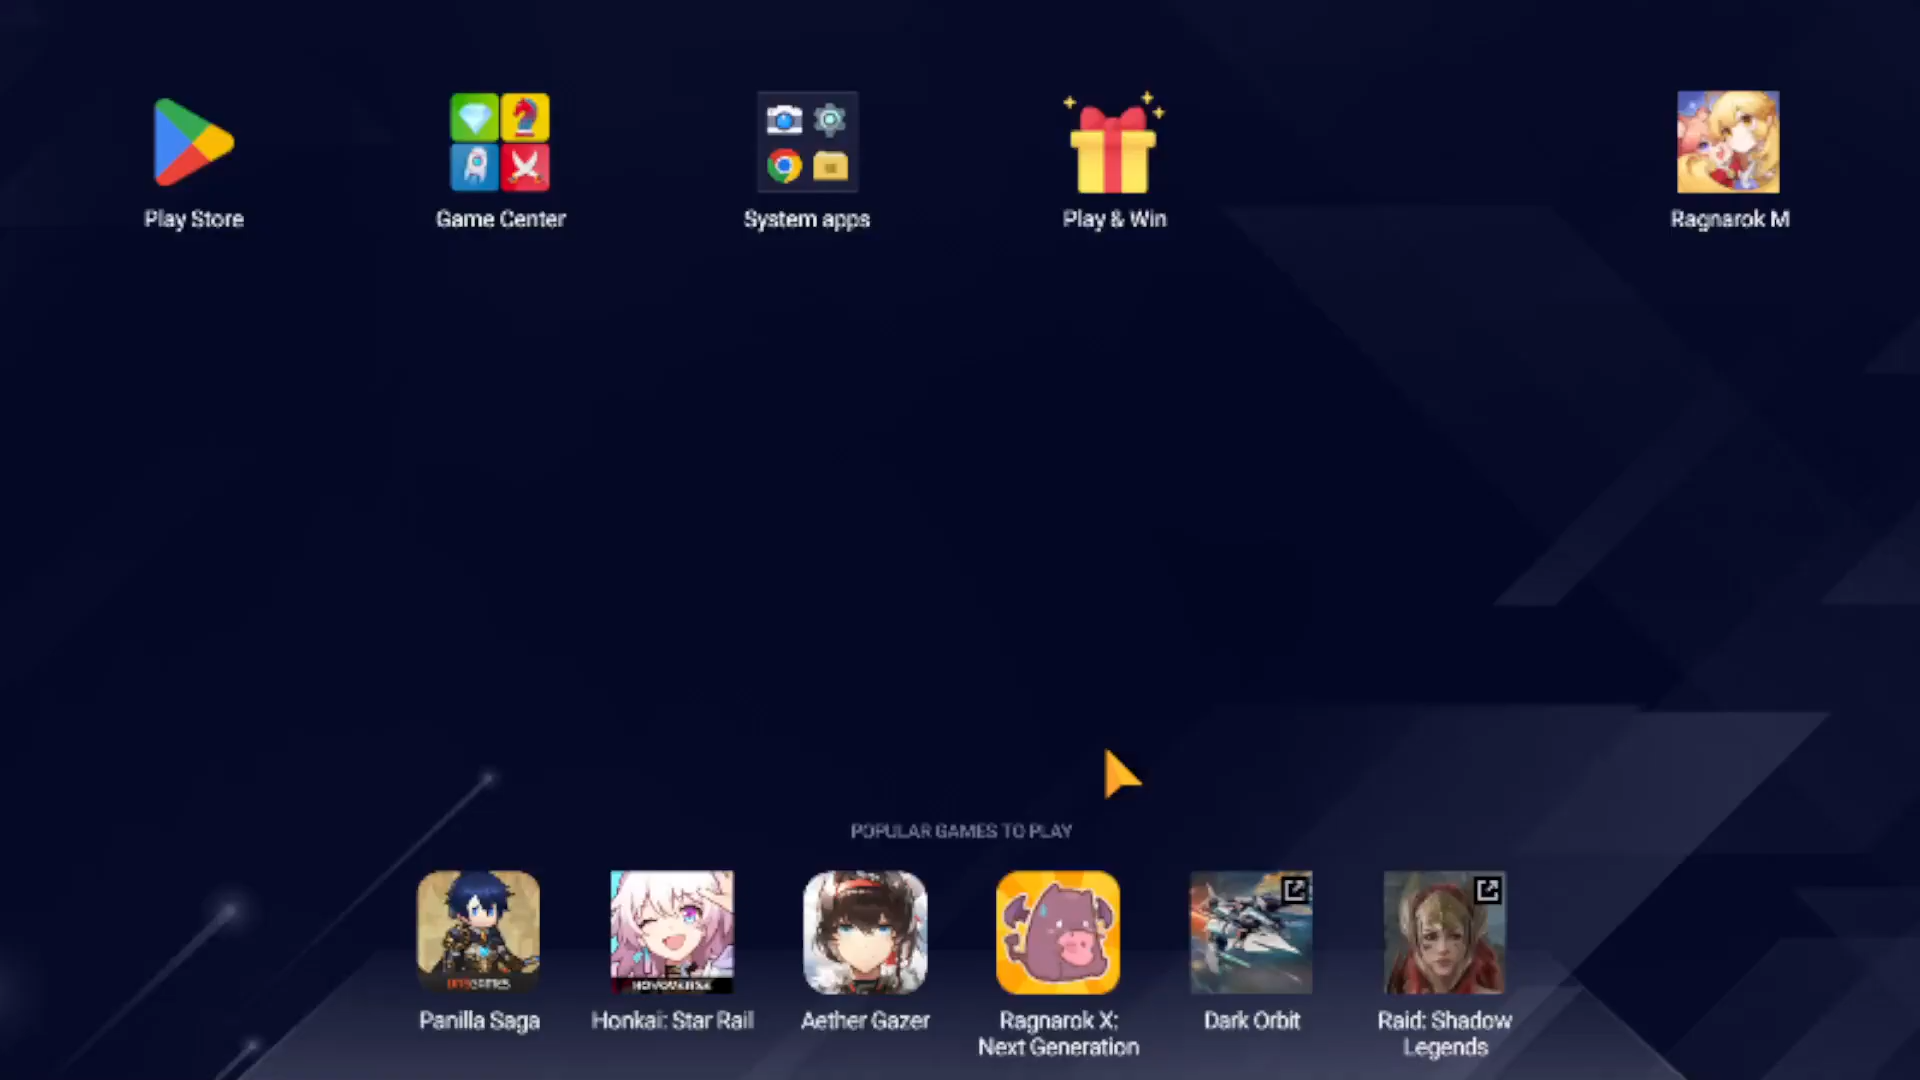 Play Store
Game Center
System apps
Play & Win
Ragnarok M
POPULAR GAMES TO PLAY
HOYOVERSE
Panilla Saga
Honkai: Star Rail
Aether Gazer
Ragnarok X:
Next Generation
Dark Orbit
Raid: Shadow
Legends